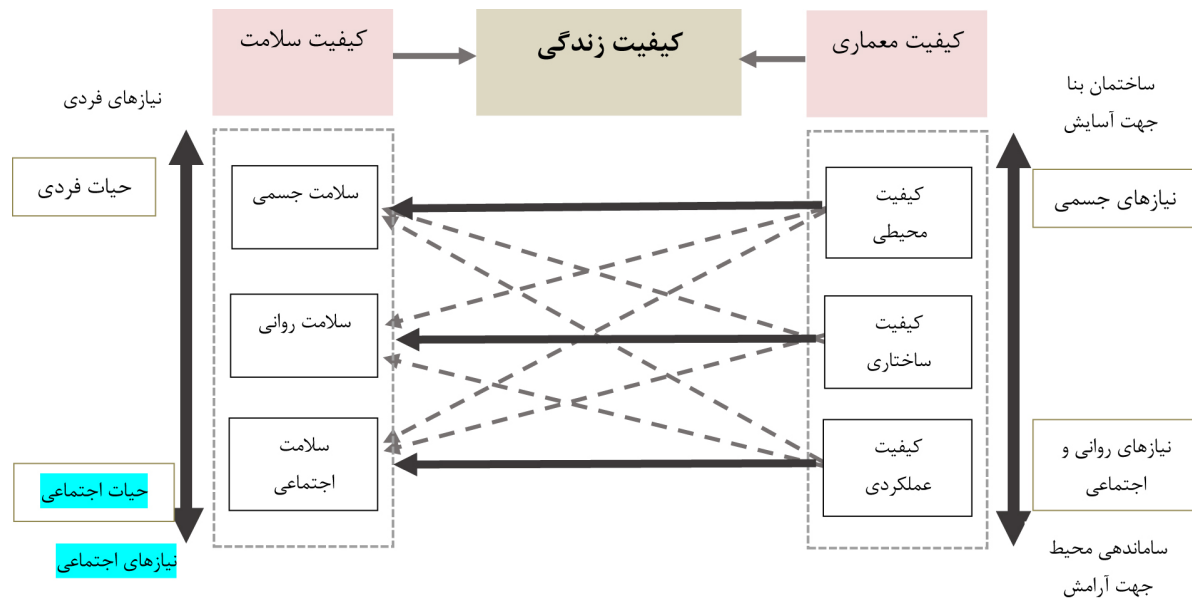 کیفیت معماری
کیفیت زندگی
کیفیت سلامت
ساختمان بنا
جهت آسایش
نیازهای جسمی
نیازهای روانی و
اجتماعی
ساماندهی محیط
جهت آرامش
کیفیت
محیطی
کیفیت
ساختاری
کیفیت
عملکردی
سلامت جسمی
سلامت روانی
سلامت
اجتماعی
نیازهای فردی
حیات فردی
حیات اجتماعی
نیازهای اجتماعی